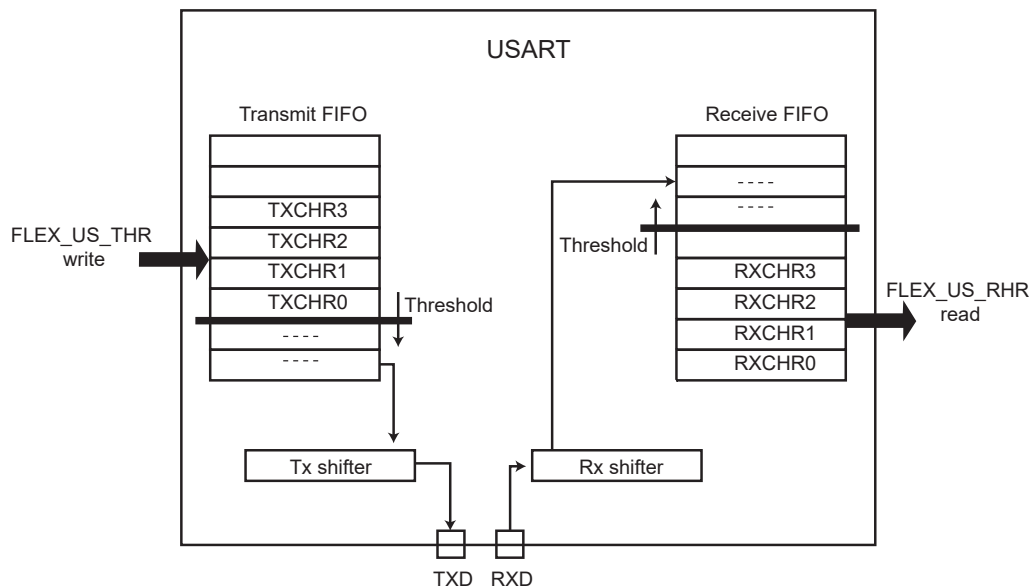 USART
Transmit FIFO
Receive FIFO
----
TXCHR3
----
FLEX_US_THR
write
TXCHR2
Threshold
TXCHR1
RXCHR3
TXCHR0
Threshold
RXCHR2
FLEX_US_RHR
read
----
RXCHR1
----
RXCHR0
Tx shifter
Rx shifter
TXD
RXD